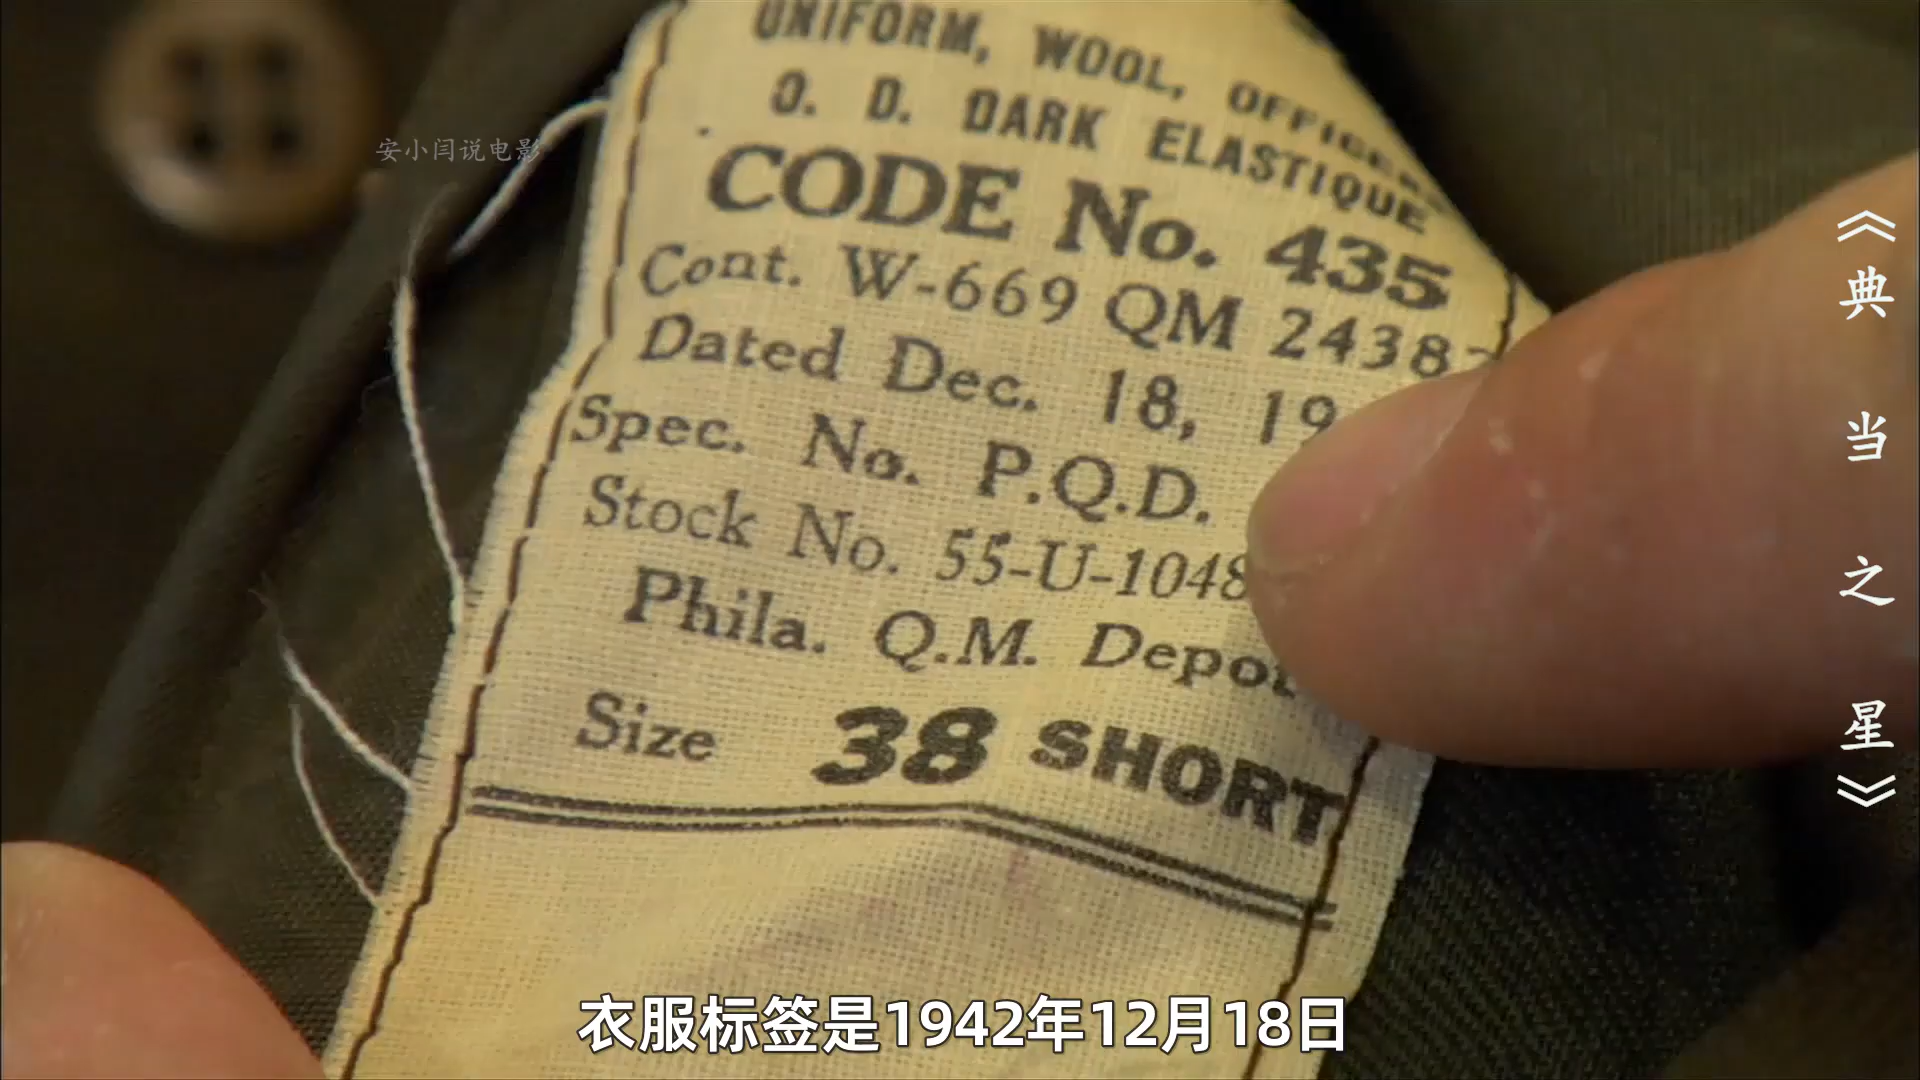 UNIFORM, WOOL, OFFICER
O. D. DARK ELASTIQUE
CODE No. 435
Cont. W-669 QM 2438
Dated Dec. 18, 19
Spec. No. P.Q.D.
Stock No. 55-U-1048
Phila. Q.M. Depot
Size 38 SHORT
安小闫说电影
《典当之星》
衣服标签是1942年12月18日